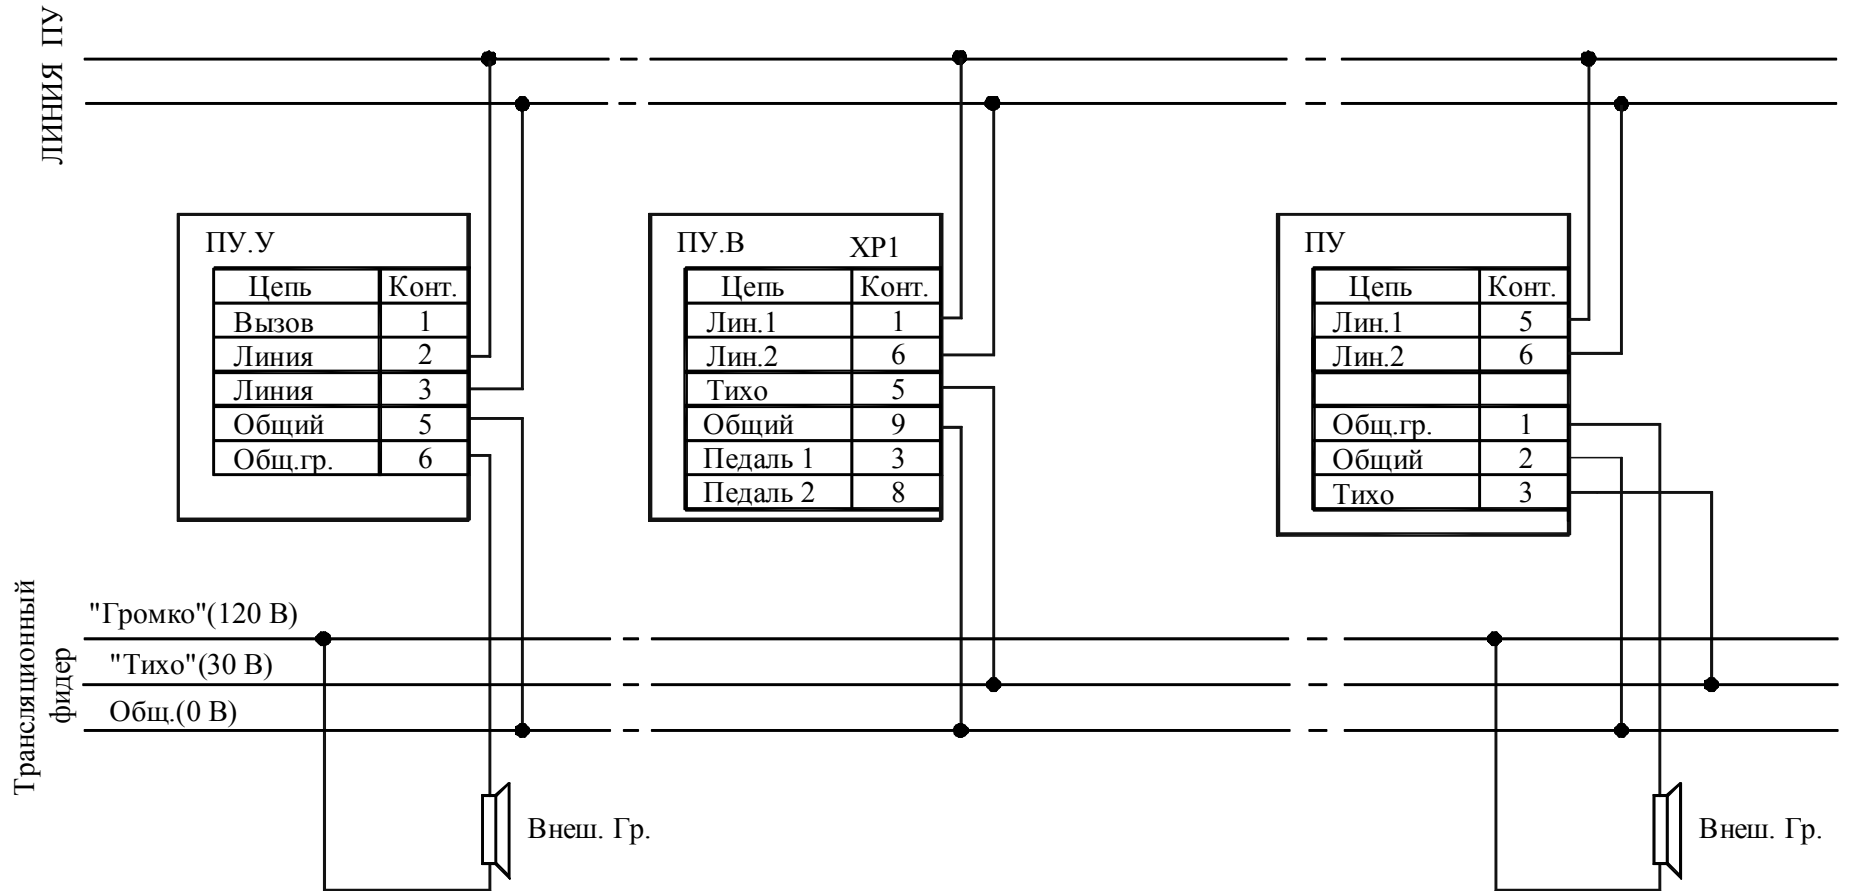 ЛИНИЯ ПУ
ПУ.У
Цепь Конт.
Вызов 1
Линия 2
Линия 3
Общий 5
Общ.гр. 6
ПУ.В ХР1
Цепь Конт.
Лин.1 1
Лин.2 6
Тихо 5
Общий 9
Педаль 1 3
Педаль 2 8
ПУ
Цепь Конт.
Лин.1 5
Лин.2 6
Общ.гр. 1
Общий 2
Тихо 3
Трансляционный
фидер
"Громко"(120 В)
"Тихо"(30 В)
Общ.(0 В)
Внеш. Гр.
Внеш. Гр.